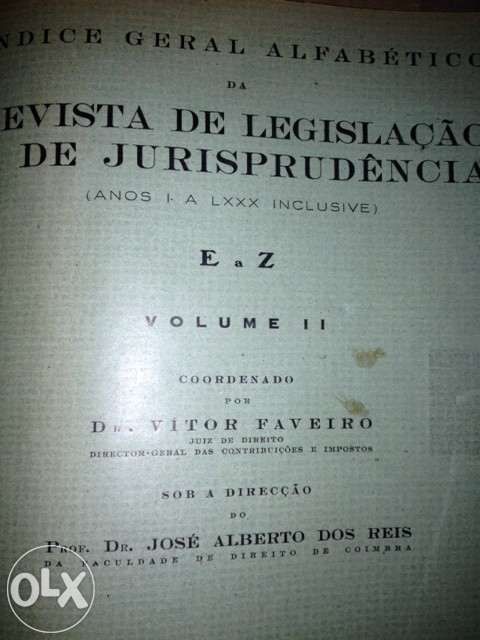 NDICE GERAL ALFABÉTICO
DA
EVISTA DE LEGISLAÇÃO
DE JURISPRUDÊNCIA
(ANOS I A LXXX INCLUSIVE)
E a Z
VOLUME II
COORDENADO
POR
DR. VÍTOR FAVEIRO
JUIZ DE DIREITO
DIRECTOR-GERAL DAS CONTRIBUIÇÕES E IMPOSTOS
SOB A DIRECÇÃO
DO
PROF. DR. JOSÉ ALBERTO DOS REIS
DA FACULDADE DE DIREITO DE COIMBRA
OLX